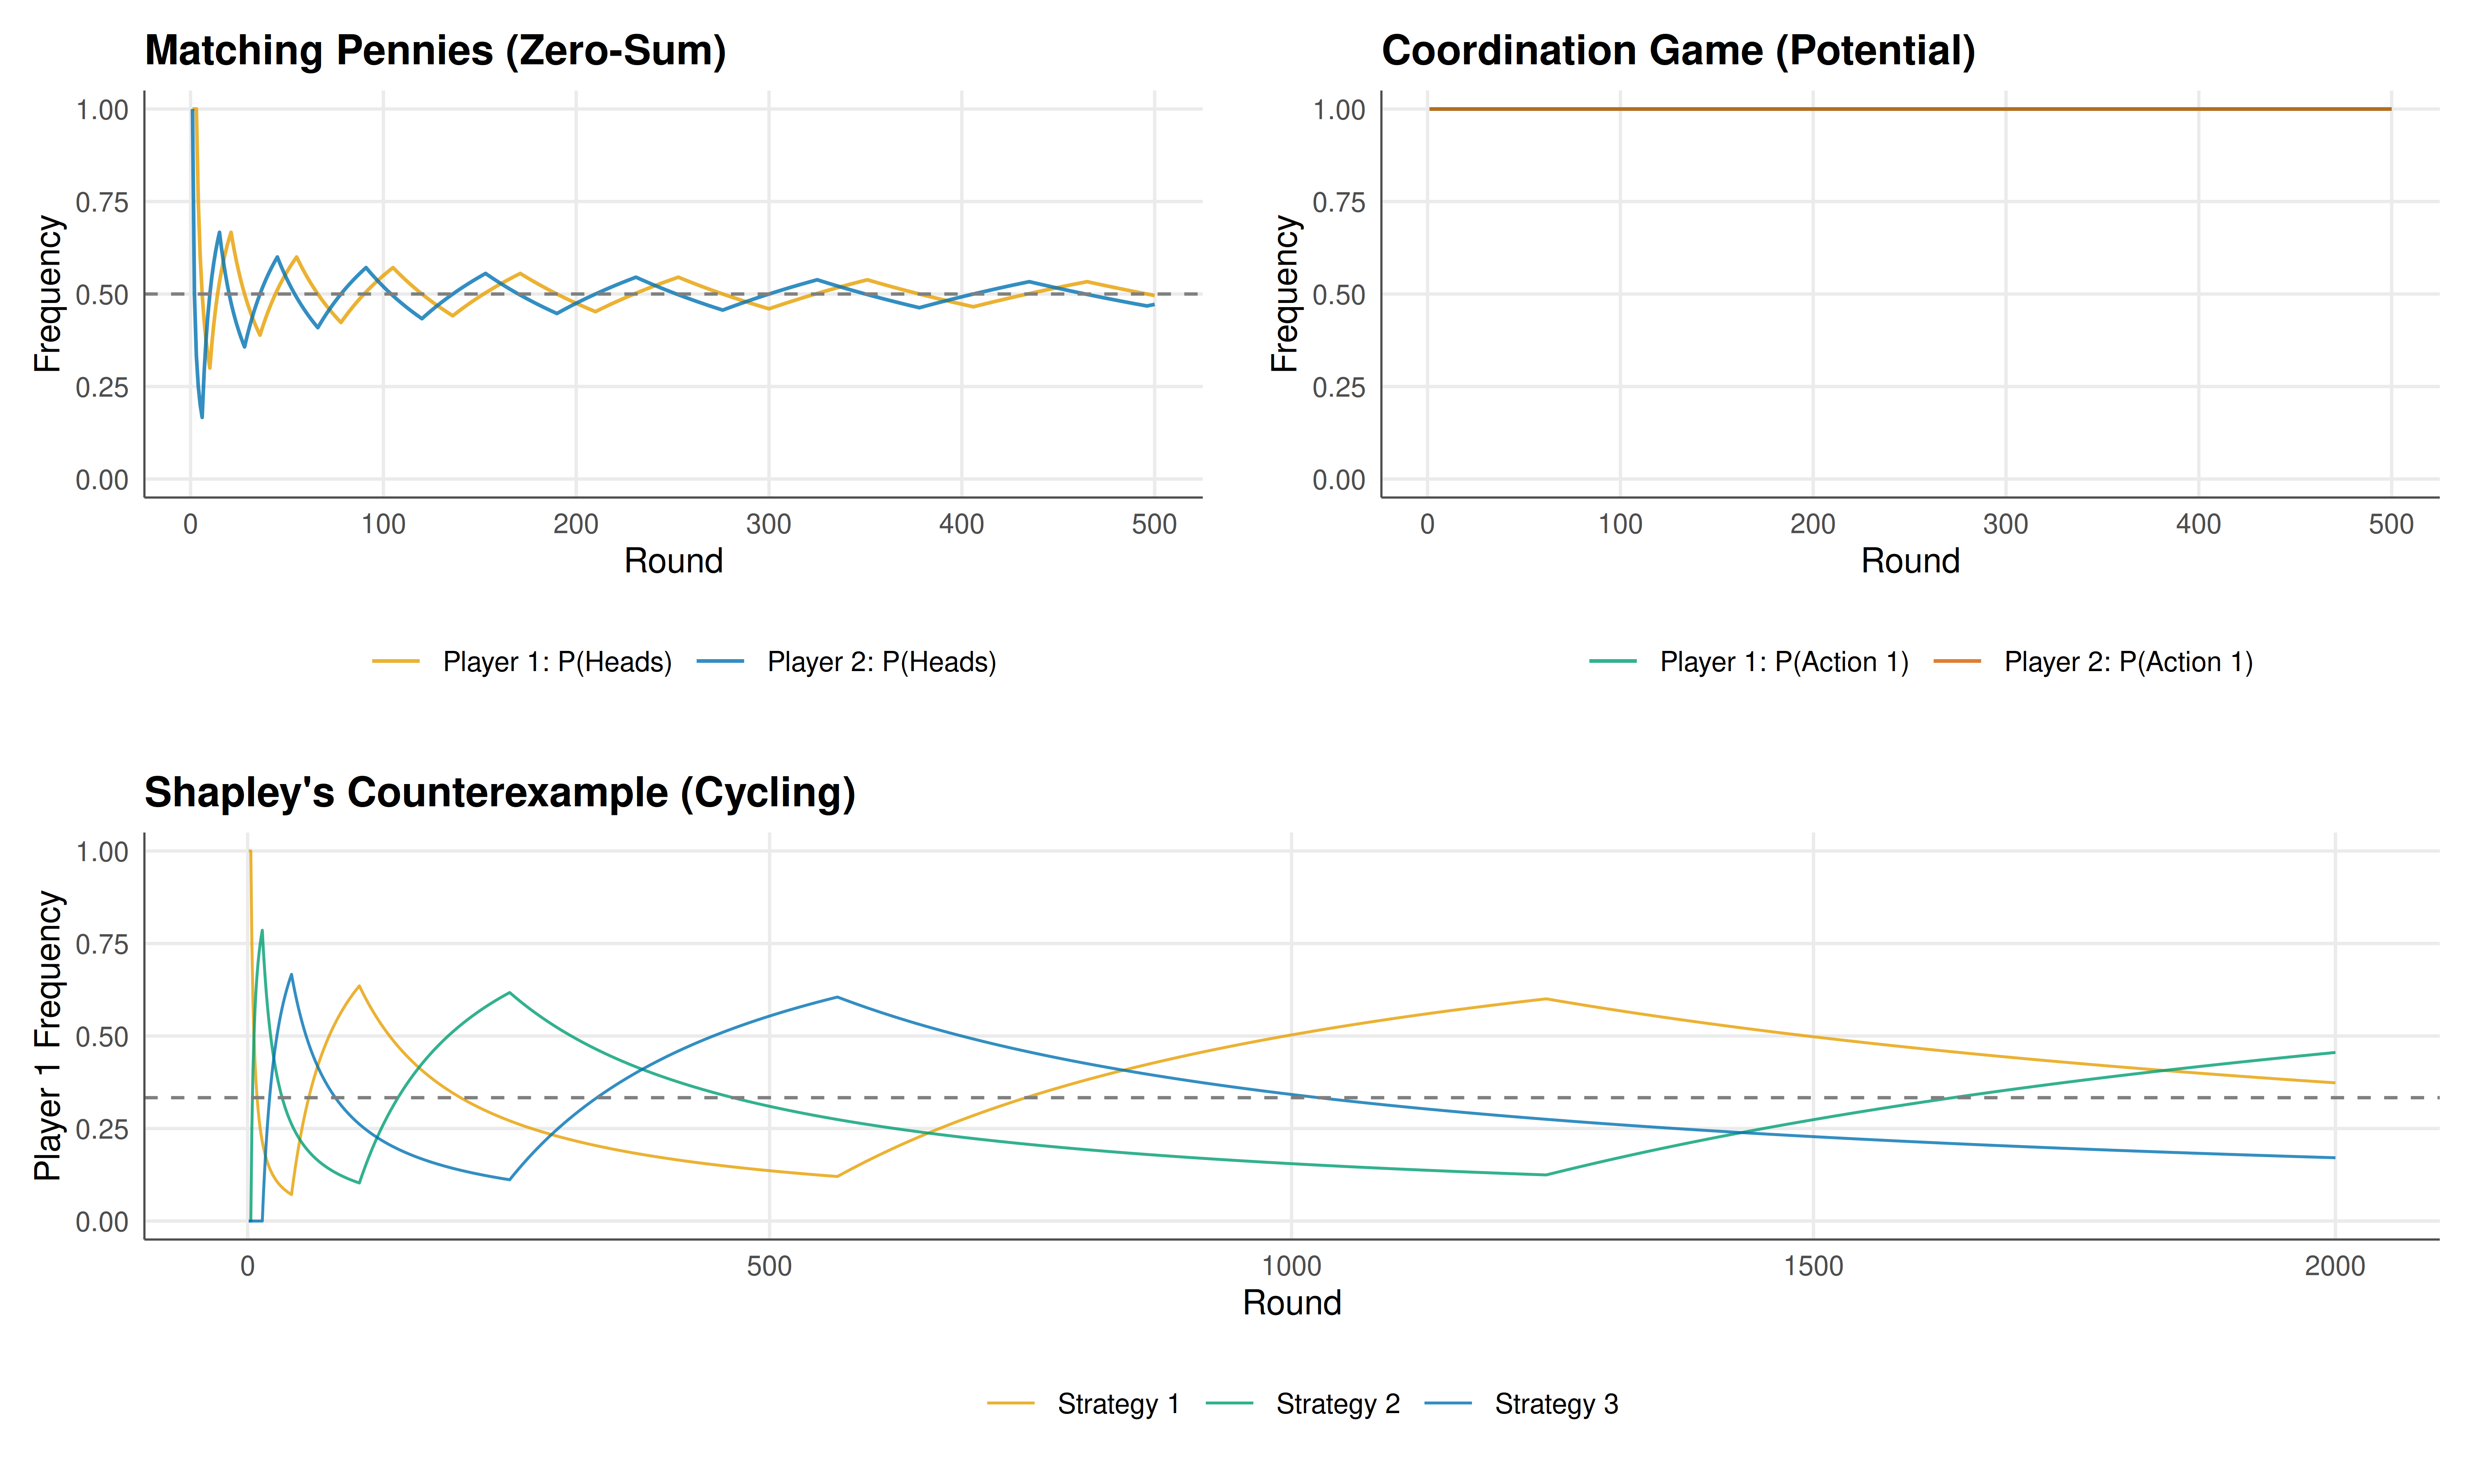 Matching Pennies (Zero-Sum)
1.00
0.75
0.50
0.25
0.00
Frequency
0 100 200 300 400 500
Round
Player 1: P(Heads) Player 2: P(Heads)
Coordination Game (Potential)
1.00
0.75
0.50
0.25
0.00
Frequency
0 100 200 300 400 500
Round
Player 1: P(Action 1) Player 2: P(Action 1)
Shapley's Counterexample (Cycling)
1.00
0.75
0.50
0.25
0.00
Player 1 Frequency
0 500 1000 1500 2000
Round
Strategy 1 Strategy 2 Strategy 3